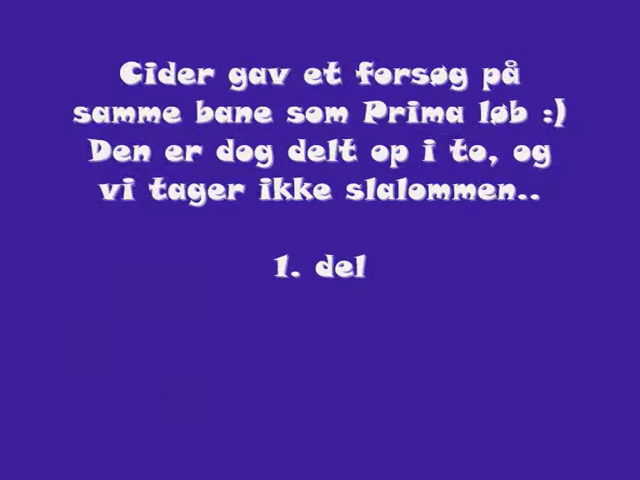 Cider gav et forsøg på
samme bane som Prima løb :)
Den er dog delt op i to, og
vi tager ikke slalommen..
1. del